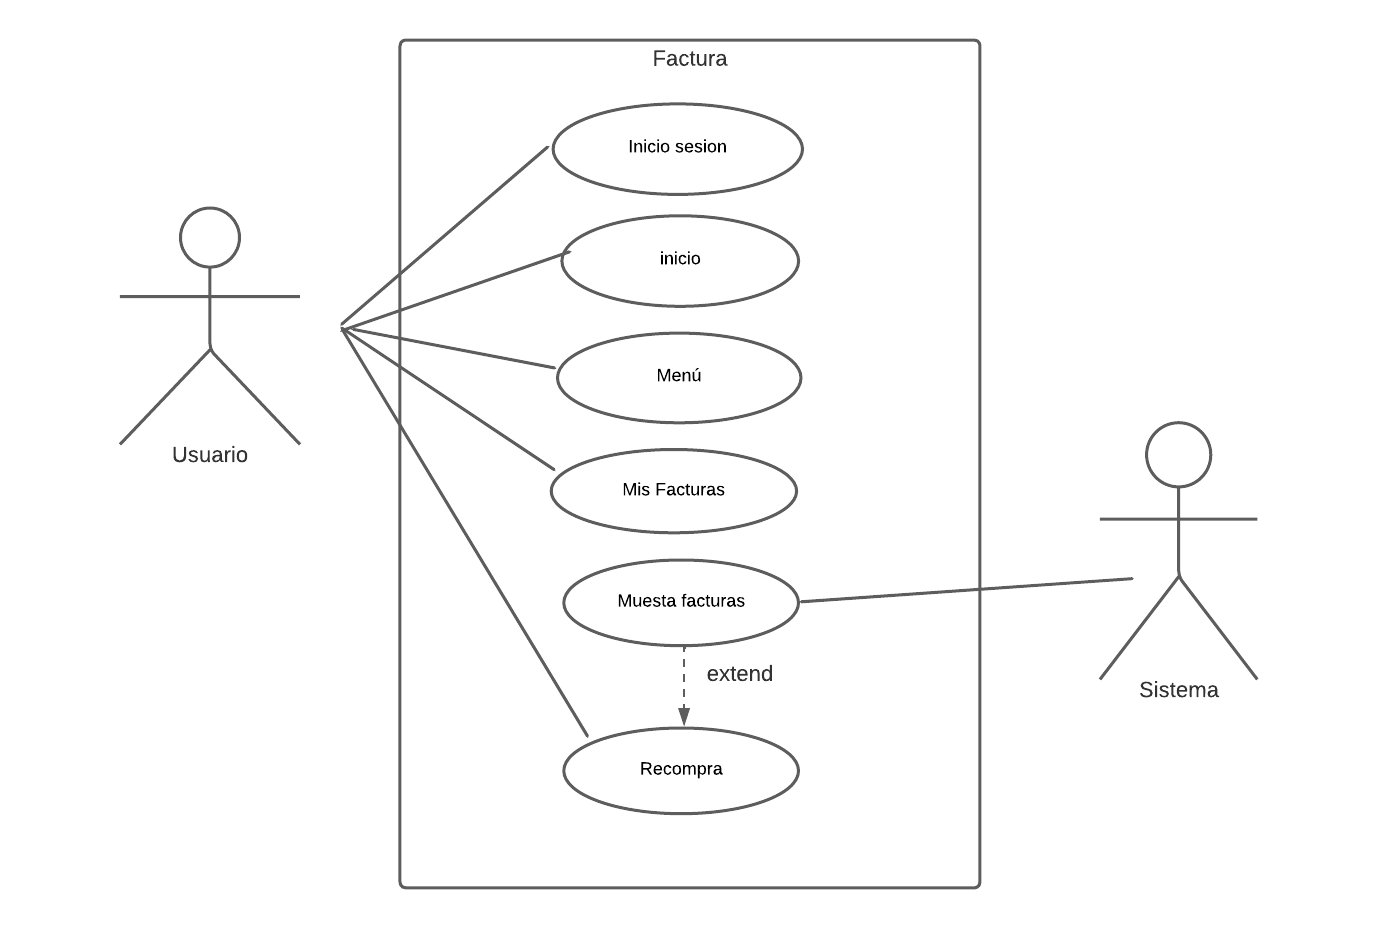 Factura
Inicio sesion
inicio
Menú
Mis Facturas
Muesta facturas
extend
Recompra
Usuario
Sistema